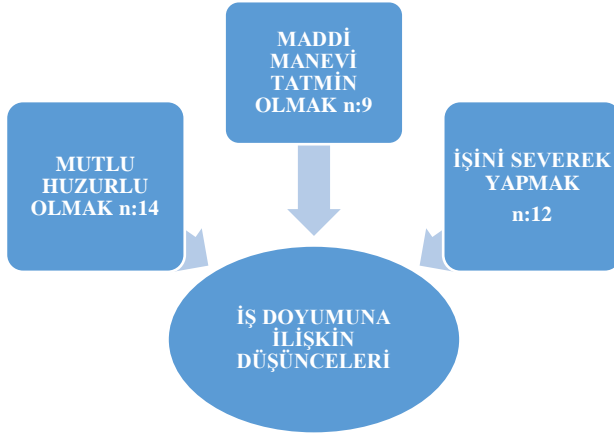 MADDİ
MANEVİ
TATMİN
OLMAK n:9
MUTLU
HUZURLU
OLMAK n:14
İŞİNİ SEVEREK
YAPMAK
n:12
İŞ DOYUMUNA
İLİŞKİN
DÜŞÜNCELERİ